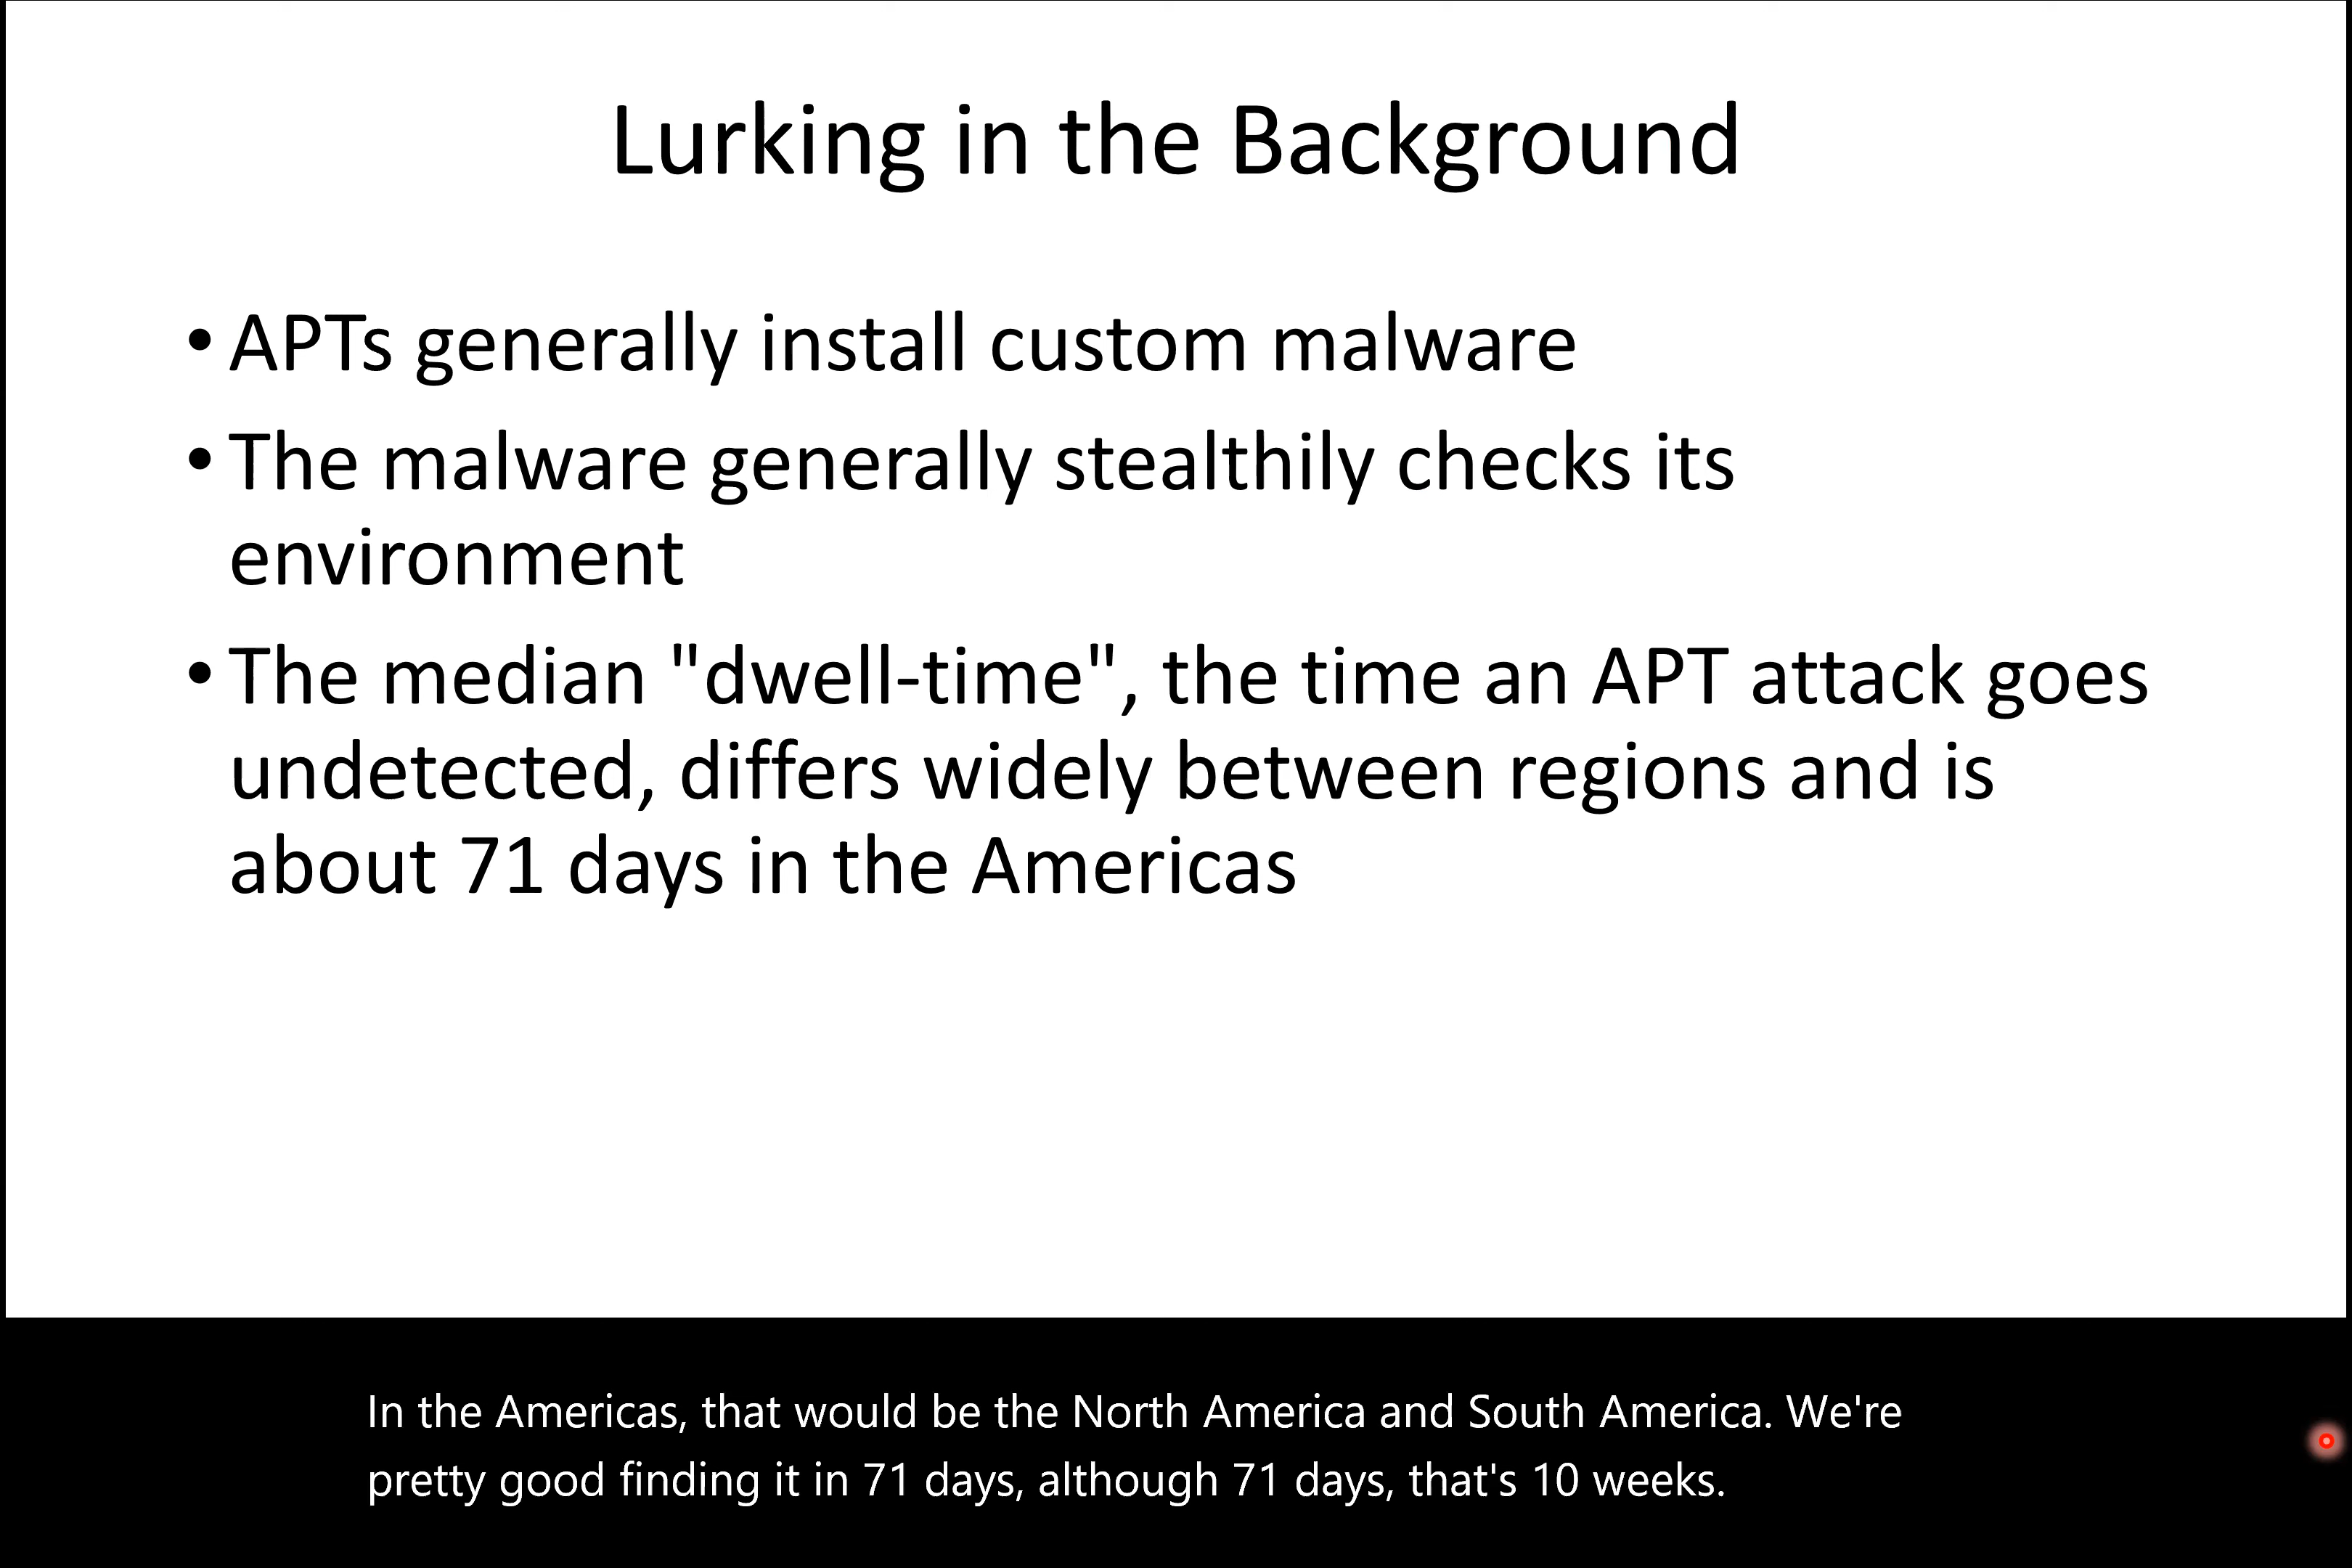 Lurking in the Background
• APTs generally install custom malware
• The malware generally stealthily checks its
environment
• The median "dwell-time", the time an APT attack goes
undetected, differs widely between regions and is
about 71 days in the Americas
In the Americas, that would be the North America and South America. We're
pretty good finding it in 71 days, although 71 days, that's 10 weeks.